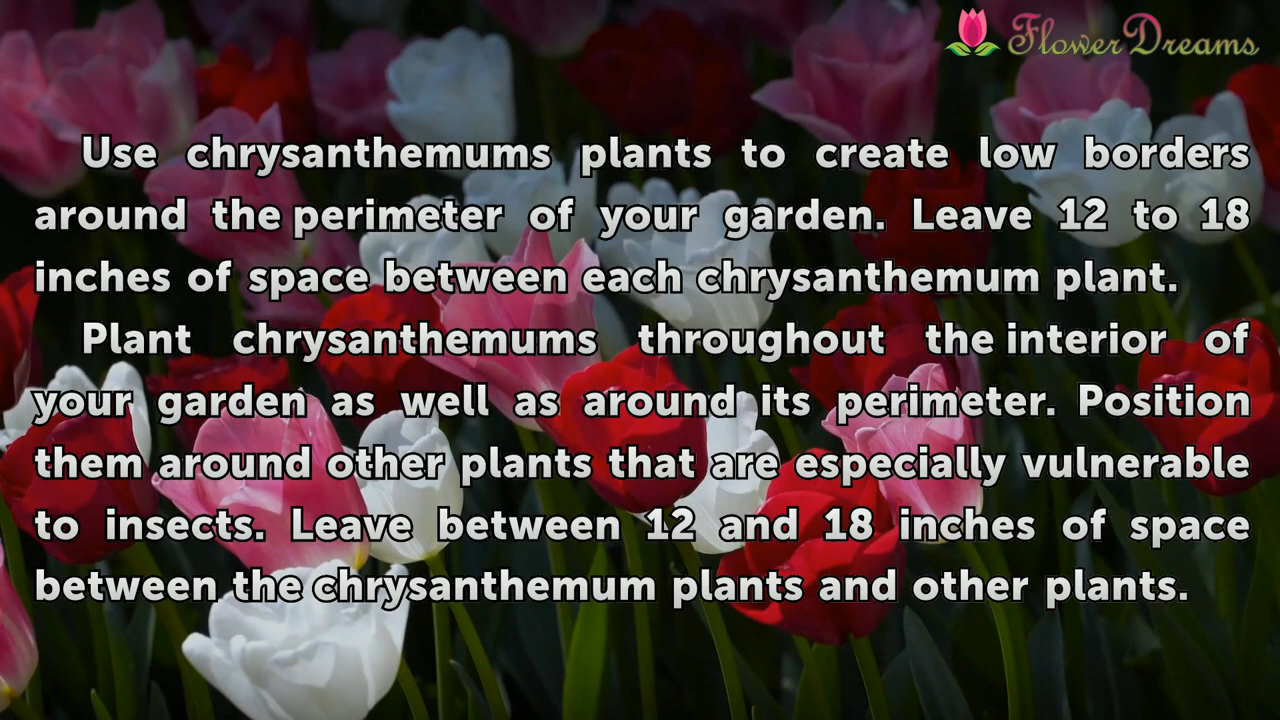 FlowerDreams
Use chrysanthemums plants to create low borders
around the perimeter of your garden. Leave 12 to 18
inches of space between each chrysanthemum plant.
Plant chrysanthemums throughout the interior of
your garden as well as around its perimeter. Position
them around other plants that are especially vulnerable
to insects. Leave between 12 and 18 inches of space
between the chrysanthemum plants and other plants.